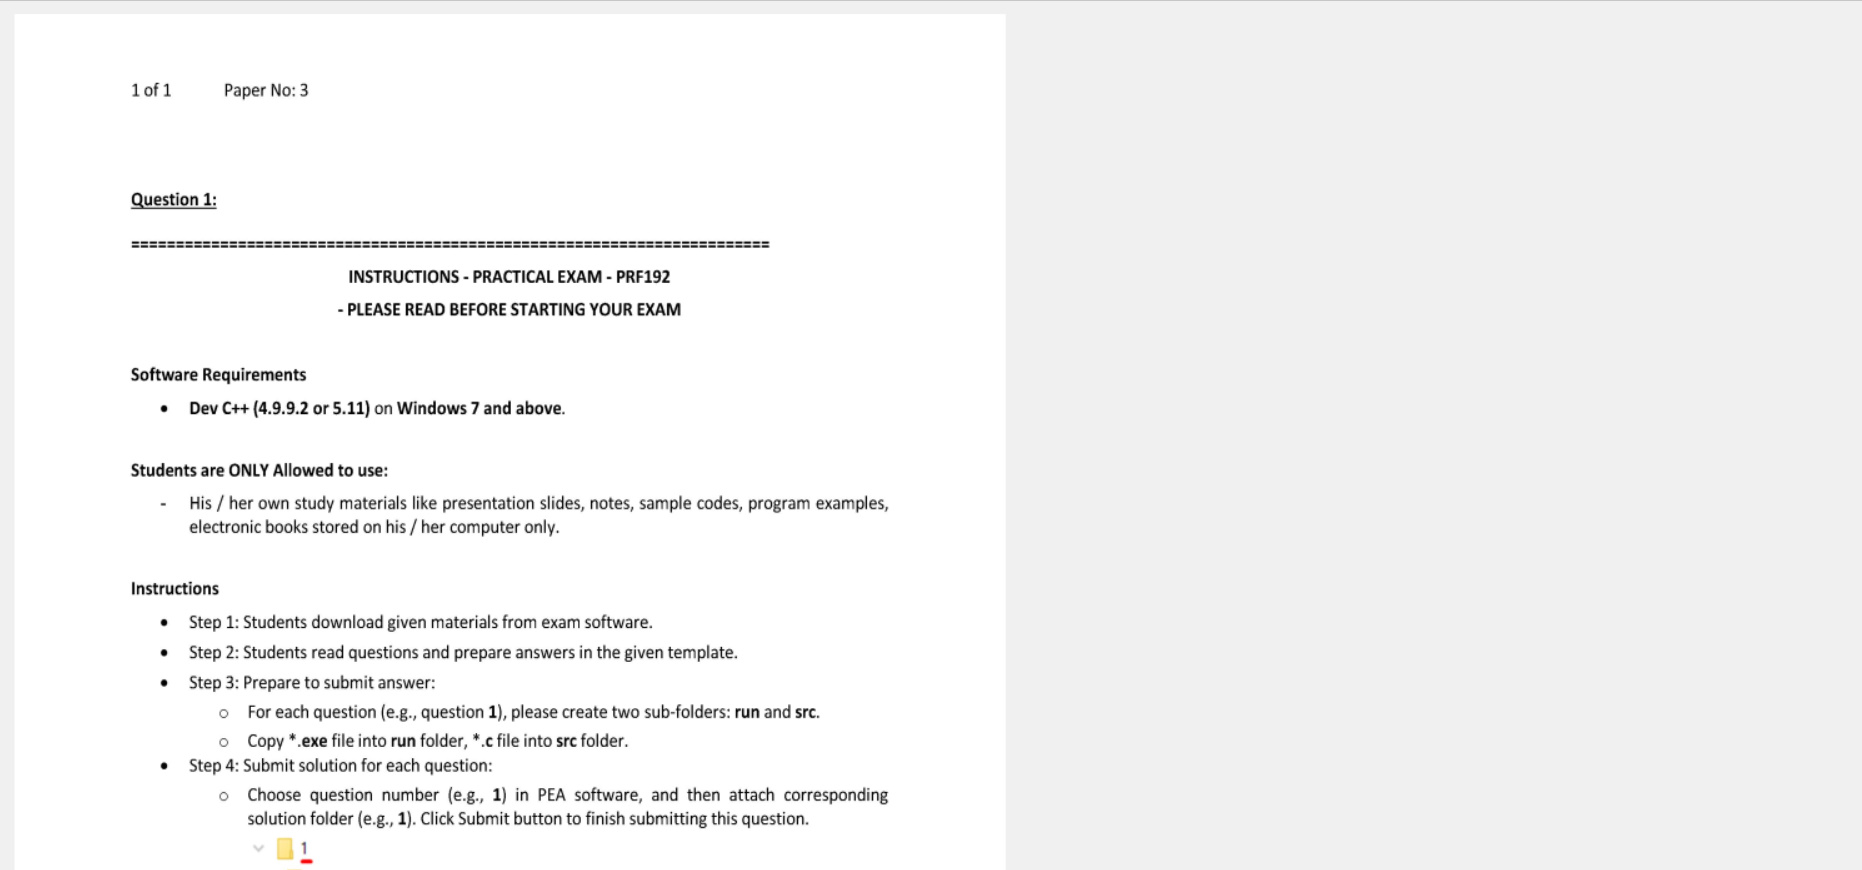 1 of 1 Paper No: 3
Question 1:
========================================================================
INSTRUCTIONS - PRACTICAL EXAM - PRF192
- PLEASE READ BEFORE STARTING YOUR EXAM
Software Requirements
• Dev C++ (4.9.9.2 or 5.11) on Windows 7 and above.
Students are ONLY Allowed to use:
- His / her own study materials like presentation slides, notes, sample codes, program examples,
electronic books stored on his / her computer only.
Instructions
• Step 1: Students download given materials from exam software.
• Step 2: Students read questions and prepare answers in the given template.
• Step 3: Prepare to submit answer:
o For each question (e.g., question 1), please create two sub-folders: run and src.
o Copy *.exe file into run folder, *.c file into src folder.
• Step 4: Submit solution for each question:
o Choose question number (e.g., 1) in PEA software, and then attach corresponding
solution folder (e.g., 1). Click Submit button to finish submitting this question.
1